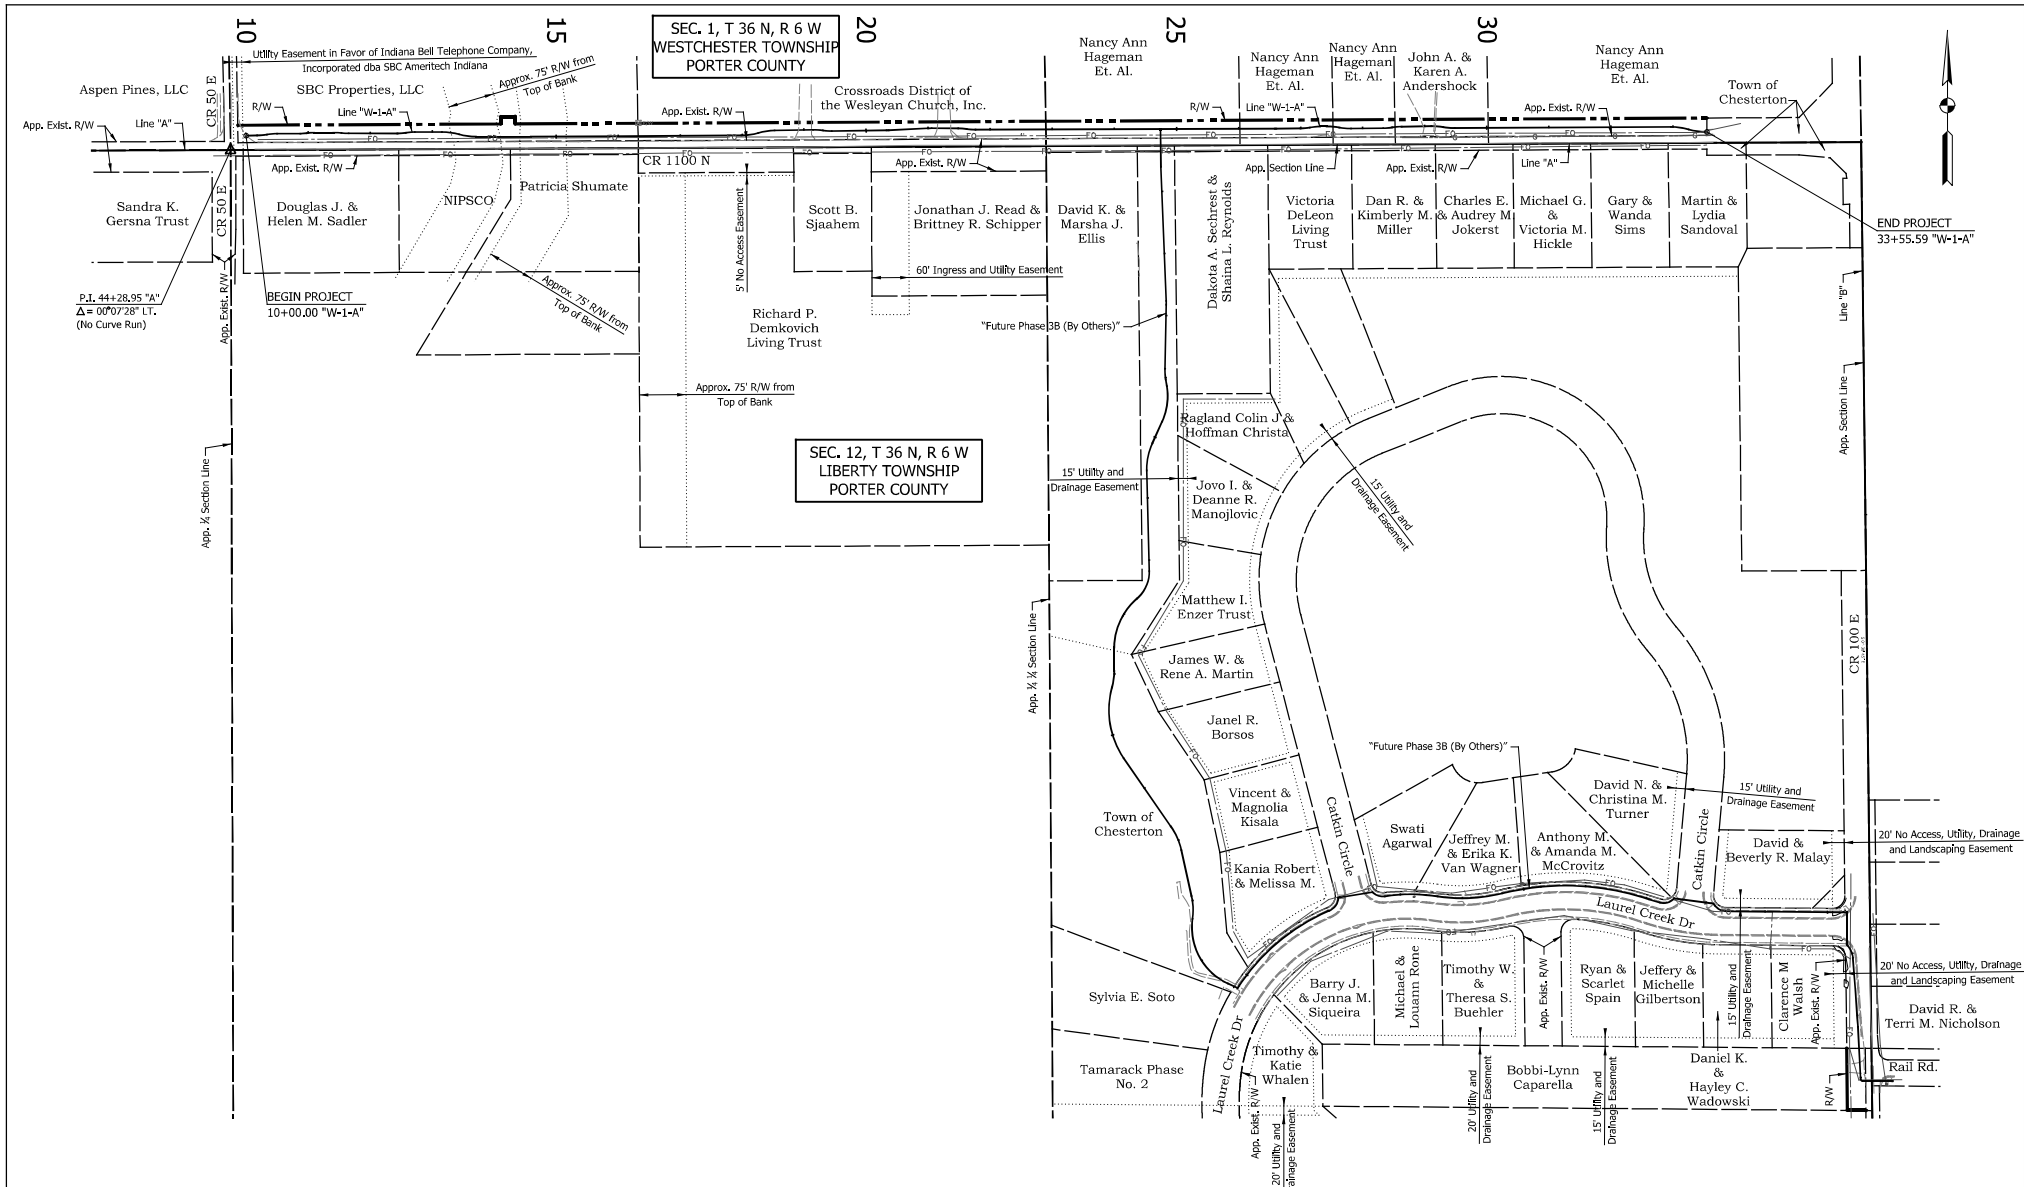 10
15
20
25
30
SEC. 1, T 36 N, R 6 W
WESTCHESTER TOWNSHIP
PORTER COUNTY
Utility Easement in Favor of Indiana Bell Telephone Company,
Incorporated dba SBC Ameritech Indiana
Aspen Pines, LLC
CR 50 E
SBC Properties, LLC
Approx. 75' R/W from
Top of Bank
Crossroads District of
the Wesleyan Church, Inc.
Nancy Ann
Hageman
Et. Al.
Nancy Ann
Hageman
Et. Al.
Nancy Ann
Hageman
Et. Al.
John A. &
Karen A.
Andershock
Nancy Ann
Hageman
Et. Al.
Town of
Chesterton
App. Exist. R/W
Line "A"
R/W
Line "W-1-A"
App. Exist. R/W
R/W
Line "W-1-A"
App. Exist. R/W
App. Exist. R/W
CR 1100 N
App. Exist. R/W
App. Section Line
App. Exist. R/W
Line "A"
Sandra K.
Gersna Trust
CR 50 E
Douglas J. &
Helen M. Sadler
NIPSCO
Patricia Shumate
5' No Access Easement
Scott B.
Sjaahem
Jonathan J. Read &
Brittney R. Schipper
David K. &
Marsha J.
Ellis
Dakota A. Sechrest &
Shaina L. Reynolds
Victoria
DeLeon
Living
Trust
Dan R. &
Kimberly M.
Miller
Charles E.
& Audrey M.
Jokerst
Michael G.
&
Victoria M.
Hickle
Gary &
Wanda
Sims
Martin &
Lydia
Sandoval
END PROJECT
33+55.59 "W-1-A"
P.I. 44+28.95 "A"
Δ = 00°07'28" LT.
(No Curve Run)
App. Exist. R/W
BEGIN PROJECT
10+00.00 "W-1-A"
Approx. 75' R/W from
Top of Bank
60' Ingress and Utility Easement
Richard P.
Demkovich
Living Trust
"Future Phase 3B (By Others)"
Line "B"
App. Section Line
Approx. 75' R/W from
Top of Bank
SEC. 12, T 36 N, R 6 W
LIBERTY TOWNSHIP
PORTER COUNTY
App. ¼ Section Line
Ragland Colin J &
Hoffman Christa
15' Utility and
Drainage Easement
Jovo I. &
Deanne R.
Manojlovic
15' Utility and
Drainage Easement
Matthew I.
Enzer Trust
App. ¼ ¼ Section Line
CR 100 E
James W. &
Rene A. Martin
Janel R.
Borsos
"Future Phase 3B (By Others)"
Vincent &
Magnolia
Kisala
Catkin Circle
Town of
Chesterton
Swati
Agarwal
Jeffrey M.
& Erika K.
Van Wagner
Anthony M.
& Amanda M.
McCrovitz
David N. &
Christina M.
Turner
15' Utility and
Drainage Easement
Catkin Circle
David &
Beverly R. Malay
20' No Access, Utility, Drainage
and Landscaping Easement
Kania Robert
& Melissa M.
Laurel Creek Dr
Sylvia E. Soto
Barry J.
& Jenna M.
Siqueira
Michael &
Louann Rone
Timothy W.
&
Theresa S.
Buehler
App. Exist. R/W
Ryan &
Scarlet
Spain
Jeffery &
Michelle
Gilbertson
15' Utility and
Drainage Easement
Clarence M
Walsh
App. Exist. R/W
20' No Access, Utility, Drainage
and Landscaping Easement
David R. &
Terri M. Nicholson
Tamarack Phase
No. 2
Laurel Creek Dr
App. Exist. R/W
Timothy &
Katie
Whalen
20' Utility and
20' Utility and
Drainage Easement
Bobbi-Lynn
Caparella
15' Utility and
Drainage Easement
Daniel K.
&
Hayley C.
Wadowski
R/W
Rail Rd.